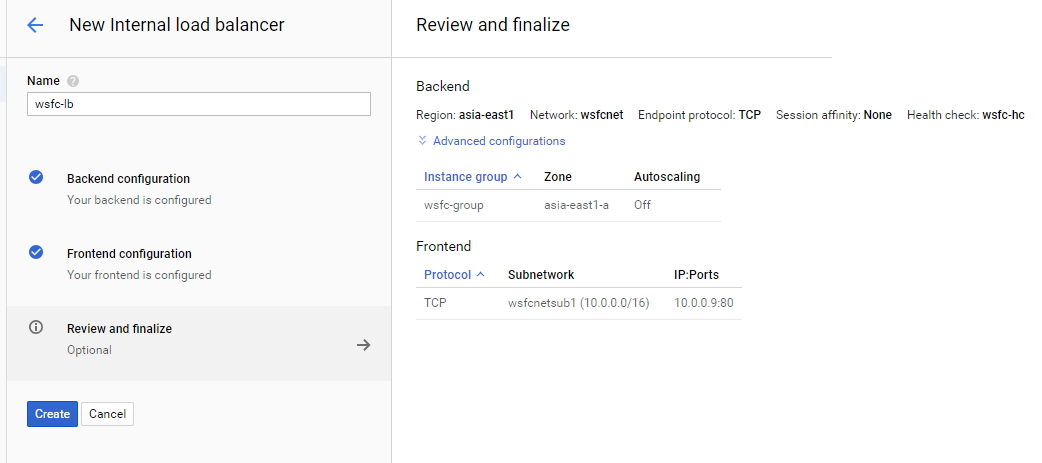 New Internal load balancer
Name
wsfc-lb
Backend configuration
Your backend is configured
Frontend configuration
Your frontend is configured
Review and finalize
Optional
Create Cancel
Review and finalize
Backend
Region: asia-east1 Network: wsfcnet Endpoint protocol: TCP Session affinity: None Health check: wsfc-hc
Advanced configurations
Instance group Zone Autoscaling
wsfc-group asia-east1-a Off
Frontend
Protocol Subnetwork IP:Ports
TCP wsfcnetsub1 (10.0.0.0/16) 10.0.0.9:80